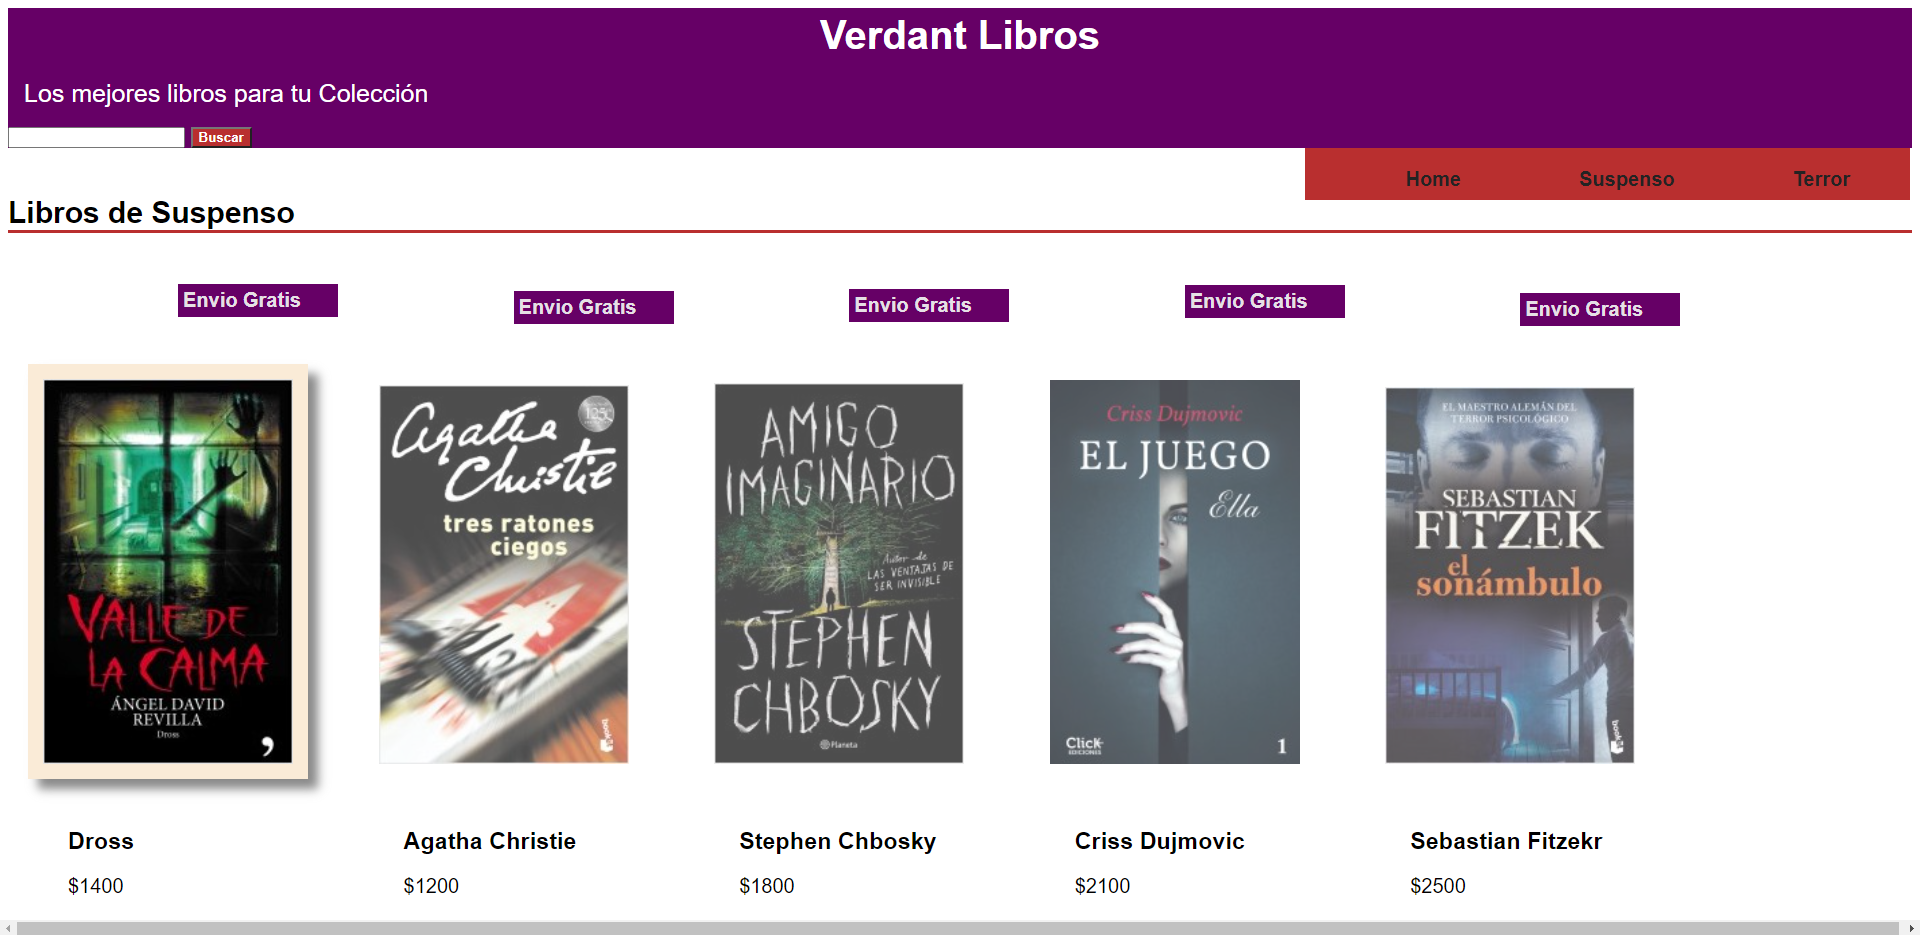 Verdant Libros
Los mejores libros para tu Colección
Buscar
Home Suspenso Terror
Libros de Suspenso
Envio Gratis
Envio Gratis
Envio Gratis
Envio Gratis
Envio Gratis
VALLE DE
LA CALMA
ÁNGEL DAVID
REVILLA
Dross
Agatha
Christie
tres ratones
ciegos
booket
AMIGO
IMAGINARIO
Autor de
LAS VENTAJAS DE
SER INVISIBLE
STEPHEN
CHBOSKY
Planeta
Criss Dujmovic
EL JUEGO
Ella
Click
EDICIONES
1
EL MAESTRO ALEMÁN DEL
TERROR PSICOLÓGICO
SEBASTIAN
FITZEK
el
sonámbulo
booket
Dross
$1400
Agatha Christie
$1200
Stephen Chbosky
$1800
Criss Dujmovic
$2100
Sebastian Fitzekr
$2500